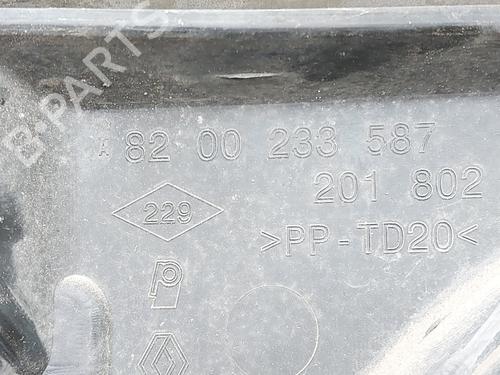 B-PARTS
A 82 00 233 587
201 802
229
>PP-TD20<